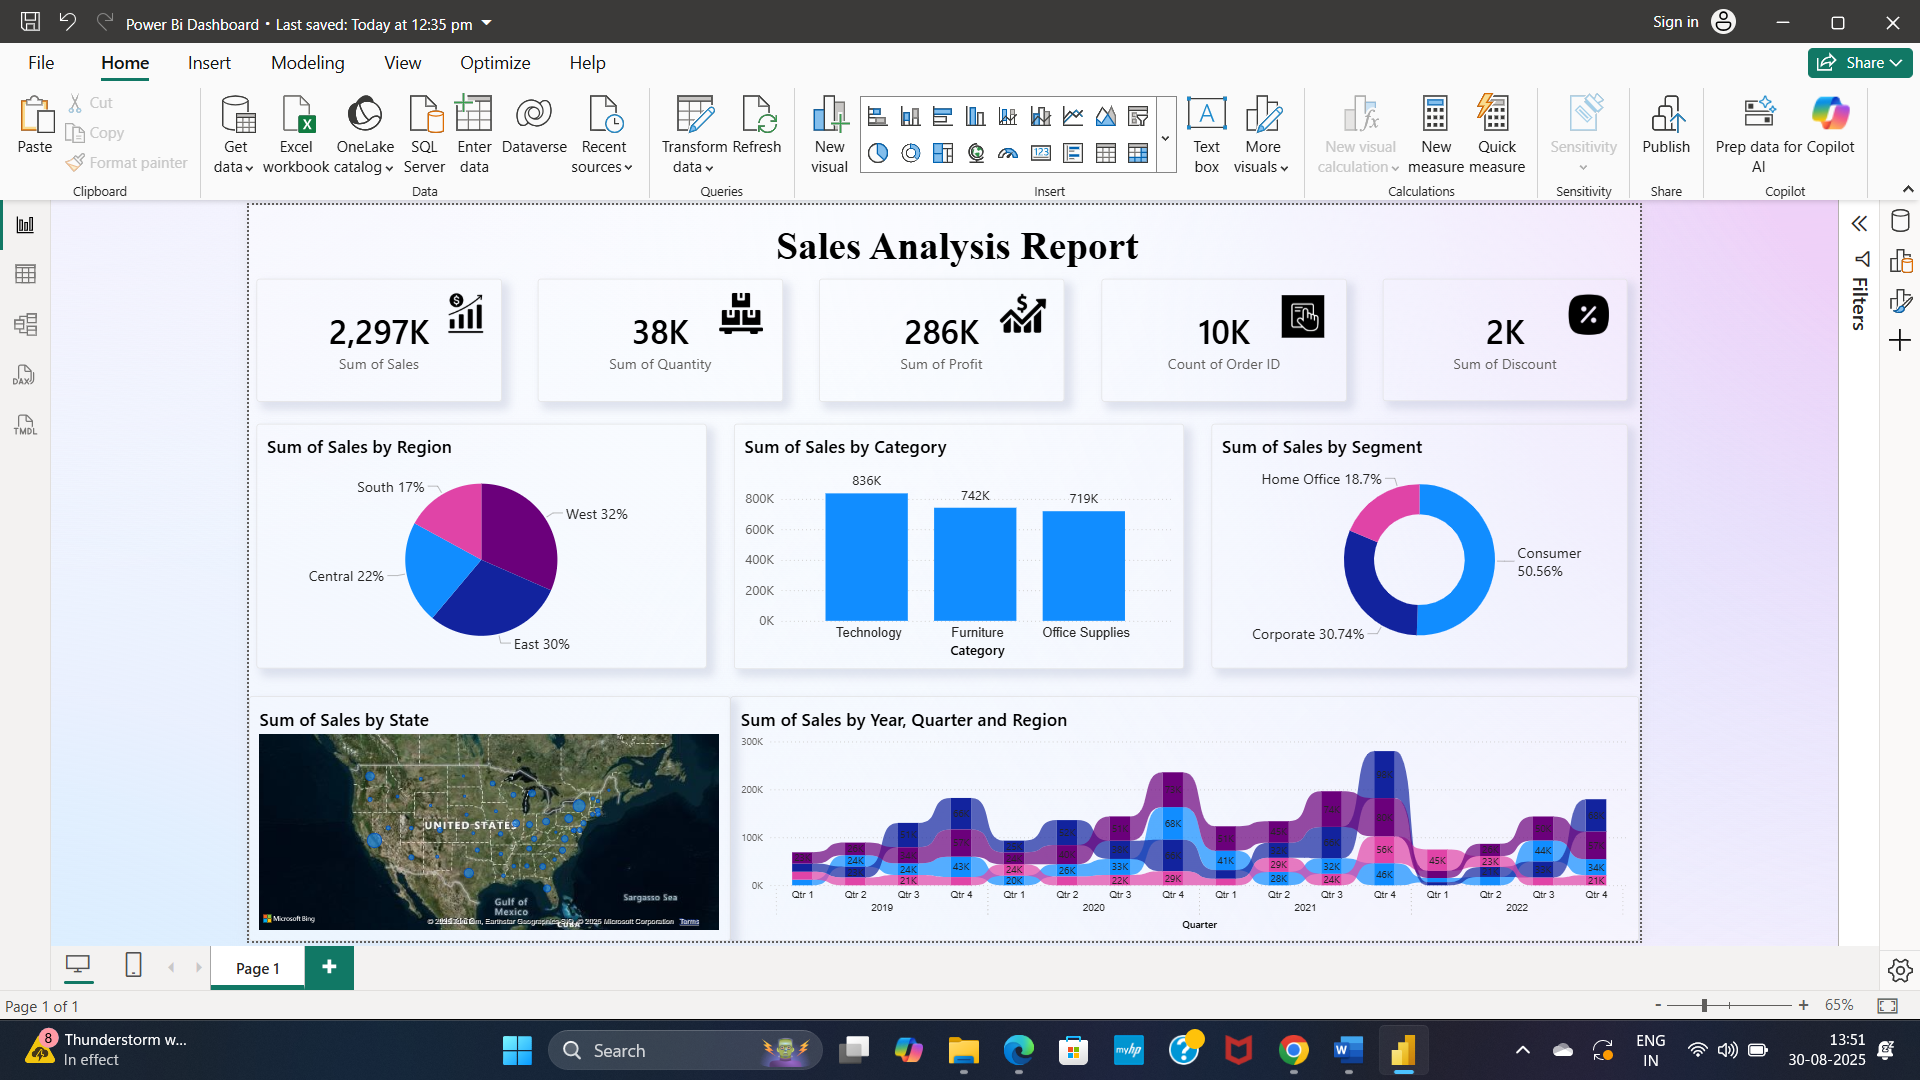 Power Bi Dashboard • Last saved: Today at 12:35 pm
Sign in
File Home Insert Modeling View Optimize Help
Share
Paste
Cut
Copy
Format painter
Clipboard
Get data
Excel workbook
OneLake catalog
SQL Server
Enter data
Dataverse
Recent sources
Data
Transform data
Refresh
Queries
New visual
Text box
More visuals
Insert
New visual calculation
New measure
Quick measure
Calculations
Sensitivity
Sensitivity
Publish
Share
Prep data for AI
Copilot
Copilot
DAX
TMDL
Filters
Sales Analysis Report
2,297K
Sum of Sales
38K
Sum of Quantity
286K
Sum of Profit
10K
Count of Order ID
2K
Sum of Discount
Sum of Sales by Region
South 17%
West 32%
Central 22%
East 30%
Sum of Sales by Category
836K
742K
719K
800K
600K
400K
200K
0K
Technology Furniture Office Supplies
Category
Sum of Sales by Segment
Home Office 18.7%
Consumer 50.56%
Corporate 30.74%
Sum of Sales by State
UNITED STATES
Gulf of Mexico
Sargasso Sea
CUBA
Microsoft Bing
Microsoft Corporation Terms
Sum of Sales by Year, Quarter and Region
300K
200K
100K
0K
24K
24K
21K
43K
24K
20K
26K
33K
22K
68K
29K
41K
29K
28K
32K
24K
56K
46K
45K
23K
44K
34K
21K
Qtr 1 Qtr 2 Qtr 3 Qtr 4 Qtr 1 Qtr 2 Qtr 3 Qtr 4 Qtr 1 Qtr 2 Qtr 3 Qtr 4 Qtr 1 Qtr 2 Qtr 3 Qtr 4
2019 2020 2021 2022
Quarter
Page 1
Page 1 of 1
- + 65%
8
Thunderstorm w...
In effect
Search
myhp
ENG
IN
13:51
30-08-2025